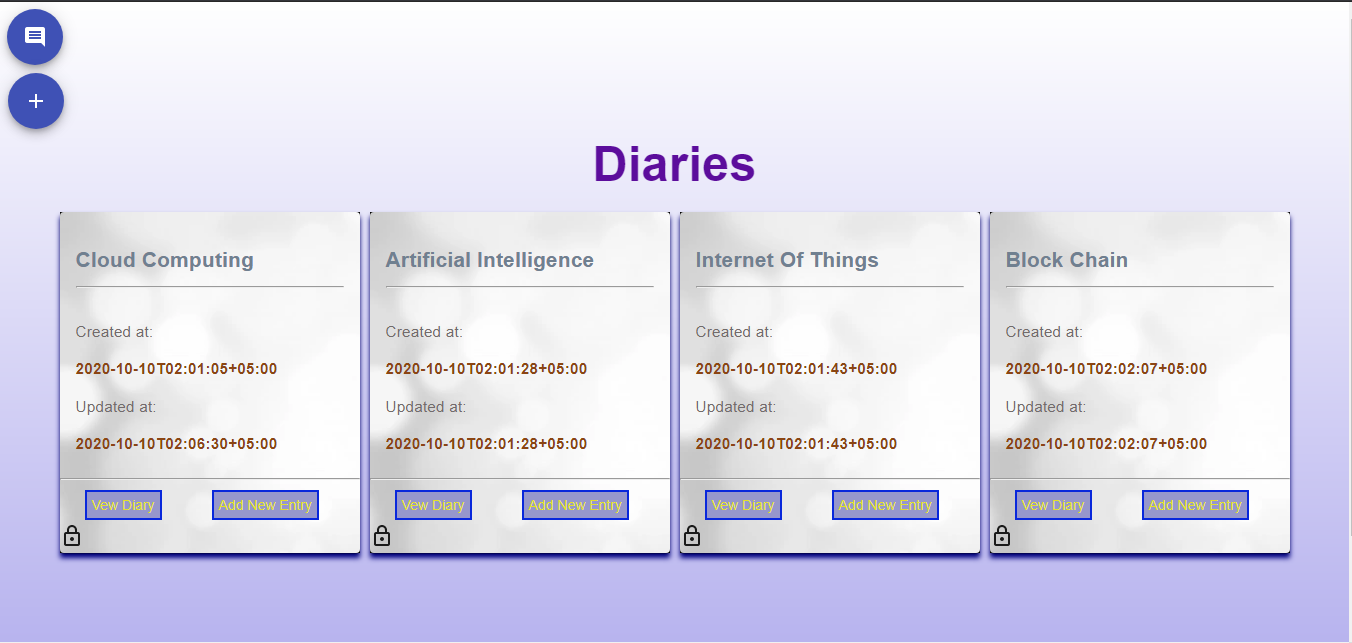 Diaries
Cloud Computing
Created at:
2020-10-10T02:01:05+05:00
Updated at:
2020-10-10T02:06:30+05:00
Vew Diary
Add New Entry
Artificial Intelligence
Created at:
2020-10-10T02:01:28+05:00
Updated at:
2020-10-10T02:01:28+05:00
Vew Diary
Add New Entry
Internet Of Things
Created at:
2020-10-10T02:01:43+05:00
Updated at:
2020-10-10T02:01:43+05:00
Vew Diary
Add New Entry
Block Chain
Created at:
2020-10-10T02:02:07+05:00
Updated at:
2020-10-10T02:02:07+05:00
Vew Diary
Add New Entry